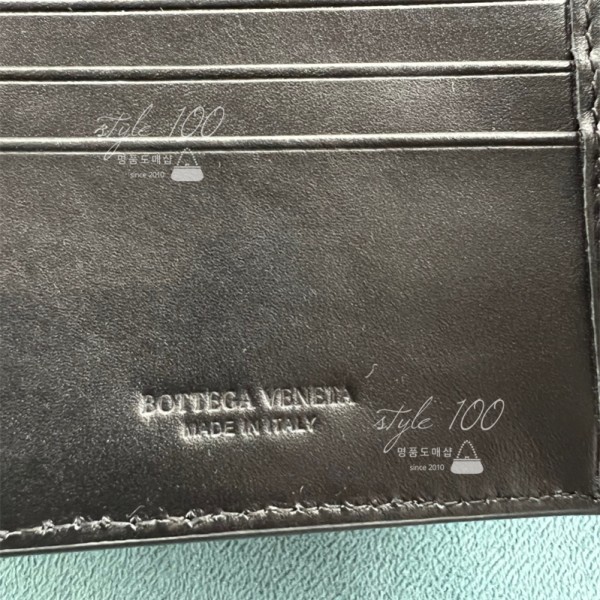 style 100
명품도매샵
since 2010
BOTTEGA VENETA
MADE IN ITALY
style 100
명품도매샵
since 2010